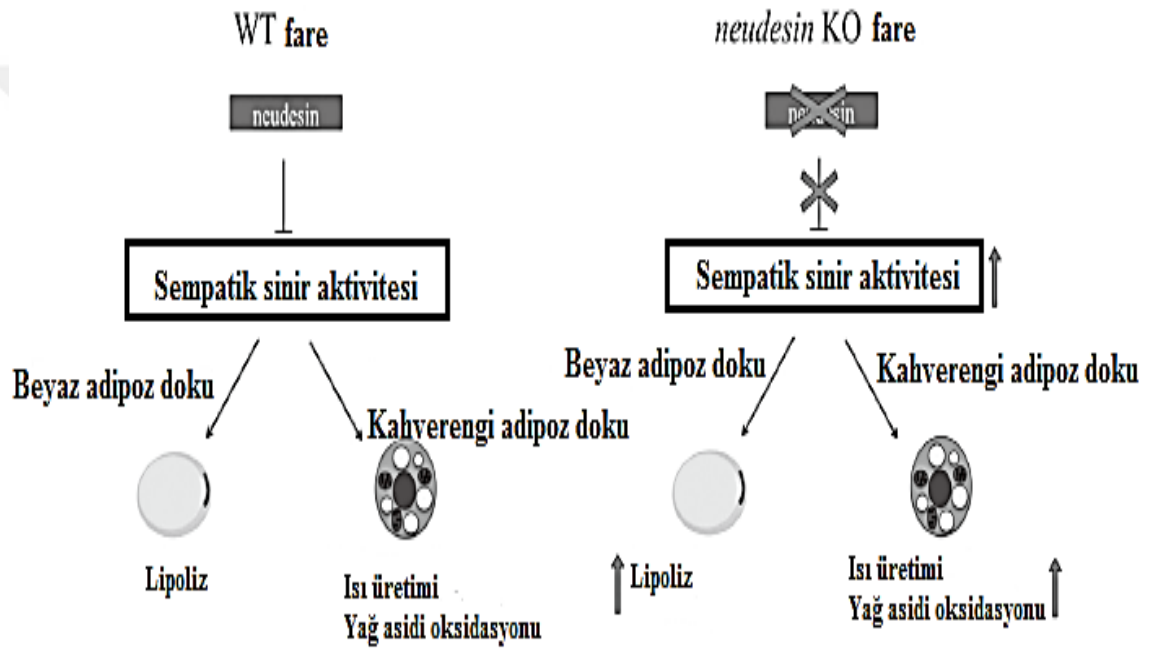 WT fare
neudesin
Sempatik sinir aktivitesi
Beyaz adipoz doku
Kahverengi adipoz doku
Lipoliz
Isı üretimi
Yağ asidi oksidasyonu
neudesin KO fare
neudesin
Sempatik sinir aktivitesi
Beyaz adipoz doku
Kahverengi adipoz doku
Lipoliz
Isı üretimi
Yağ asidi oksidasyonu